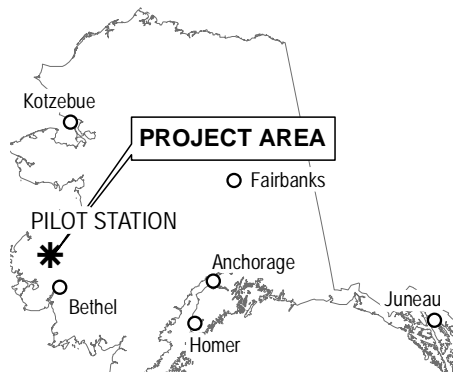 Kotzebue
PROJECT AREA
Fairbanks
PILOT STATION
Anchorage
Bethel
Juneau
Homer